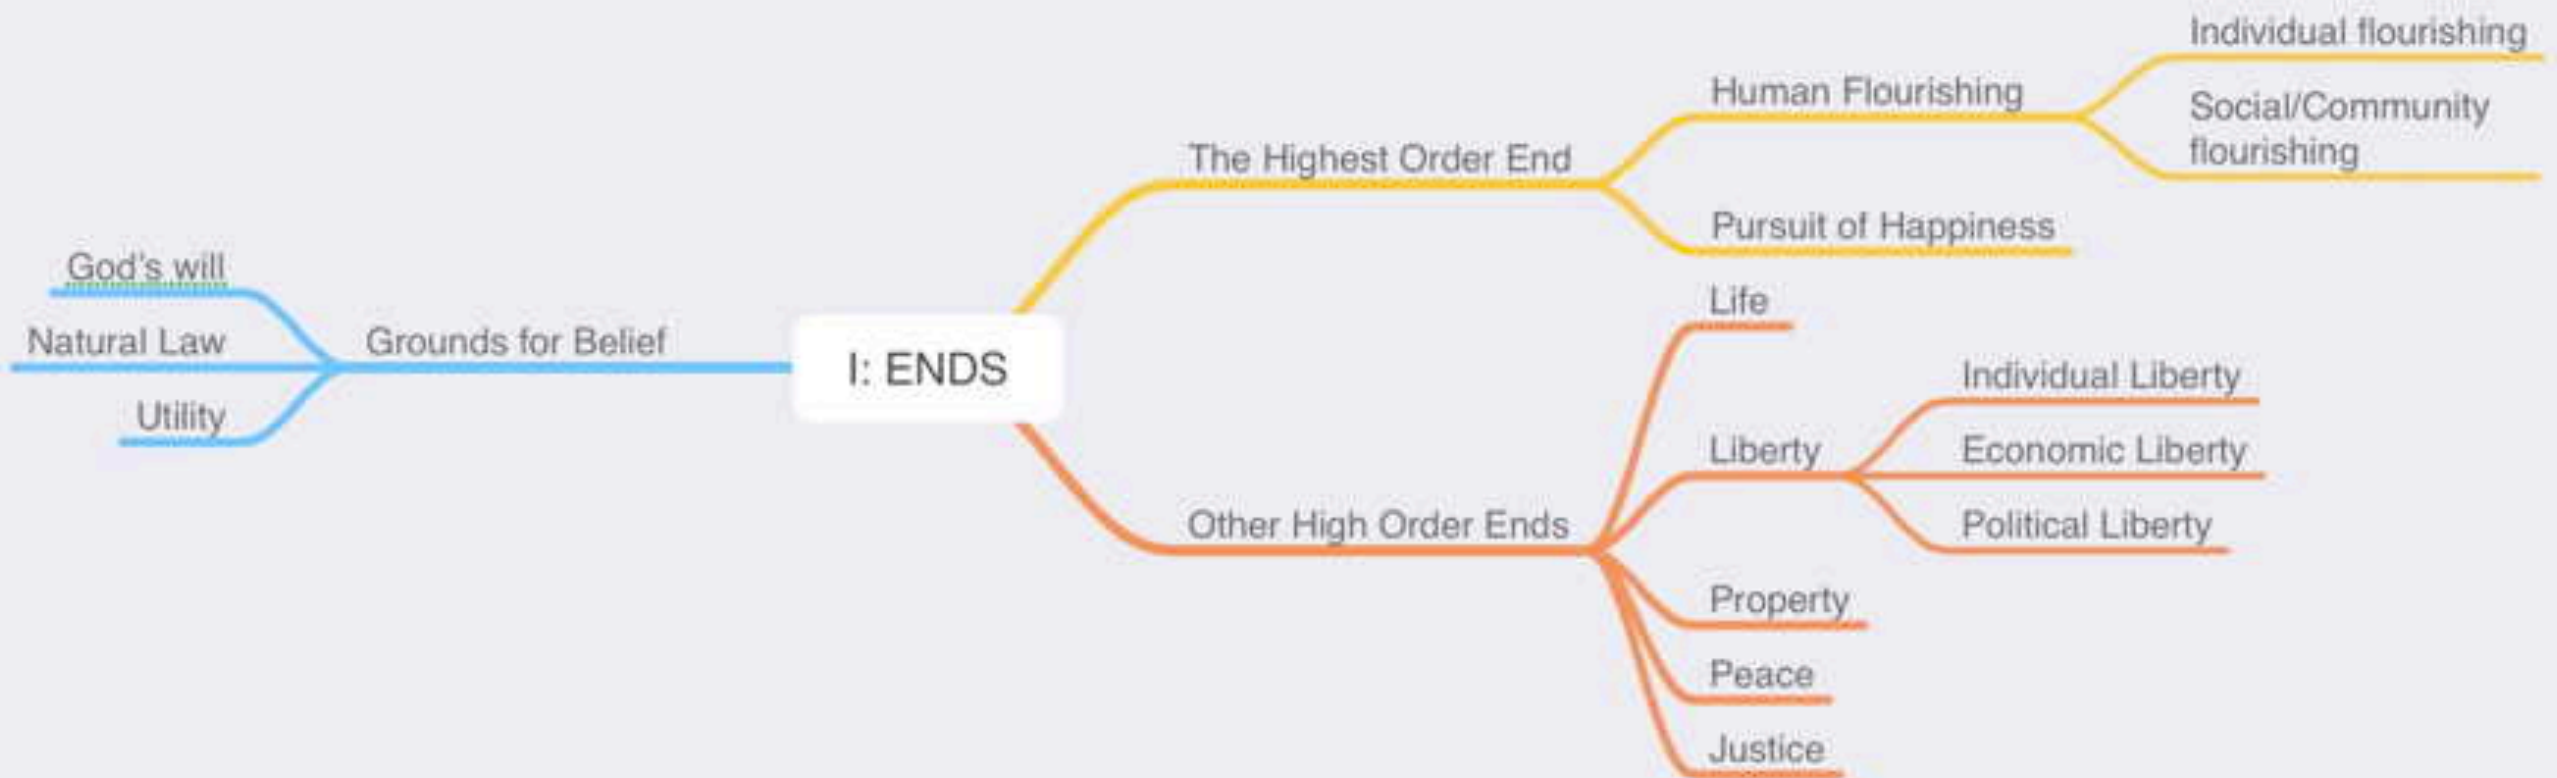 God's will
Natural Law
Utility
Grounds for Belief
I: ENDS
The Highest Order End
Human Flourishing
Individual flourishing
Social/Community
flourishing
Pursuit of Happiness
Other High Order Ends
Life
Liberty
Individual Liberty
Economic Liberty
Political Liberty
Property
Peace
Justice